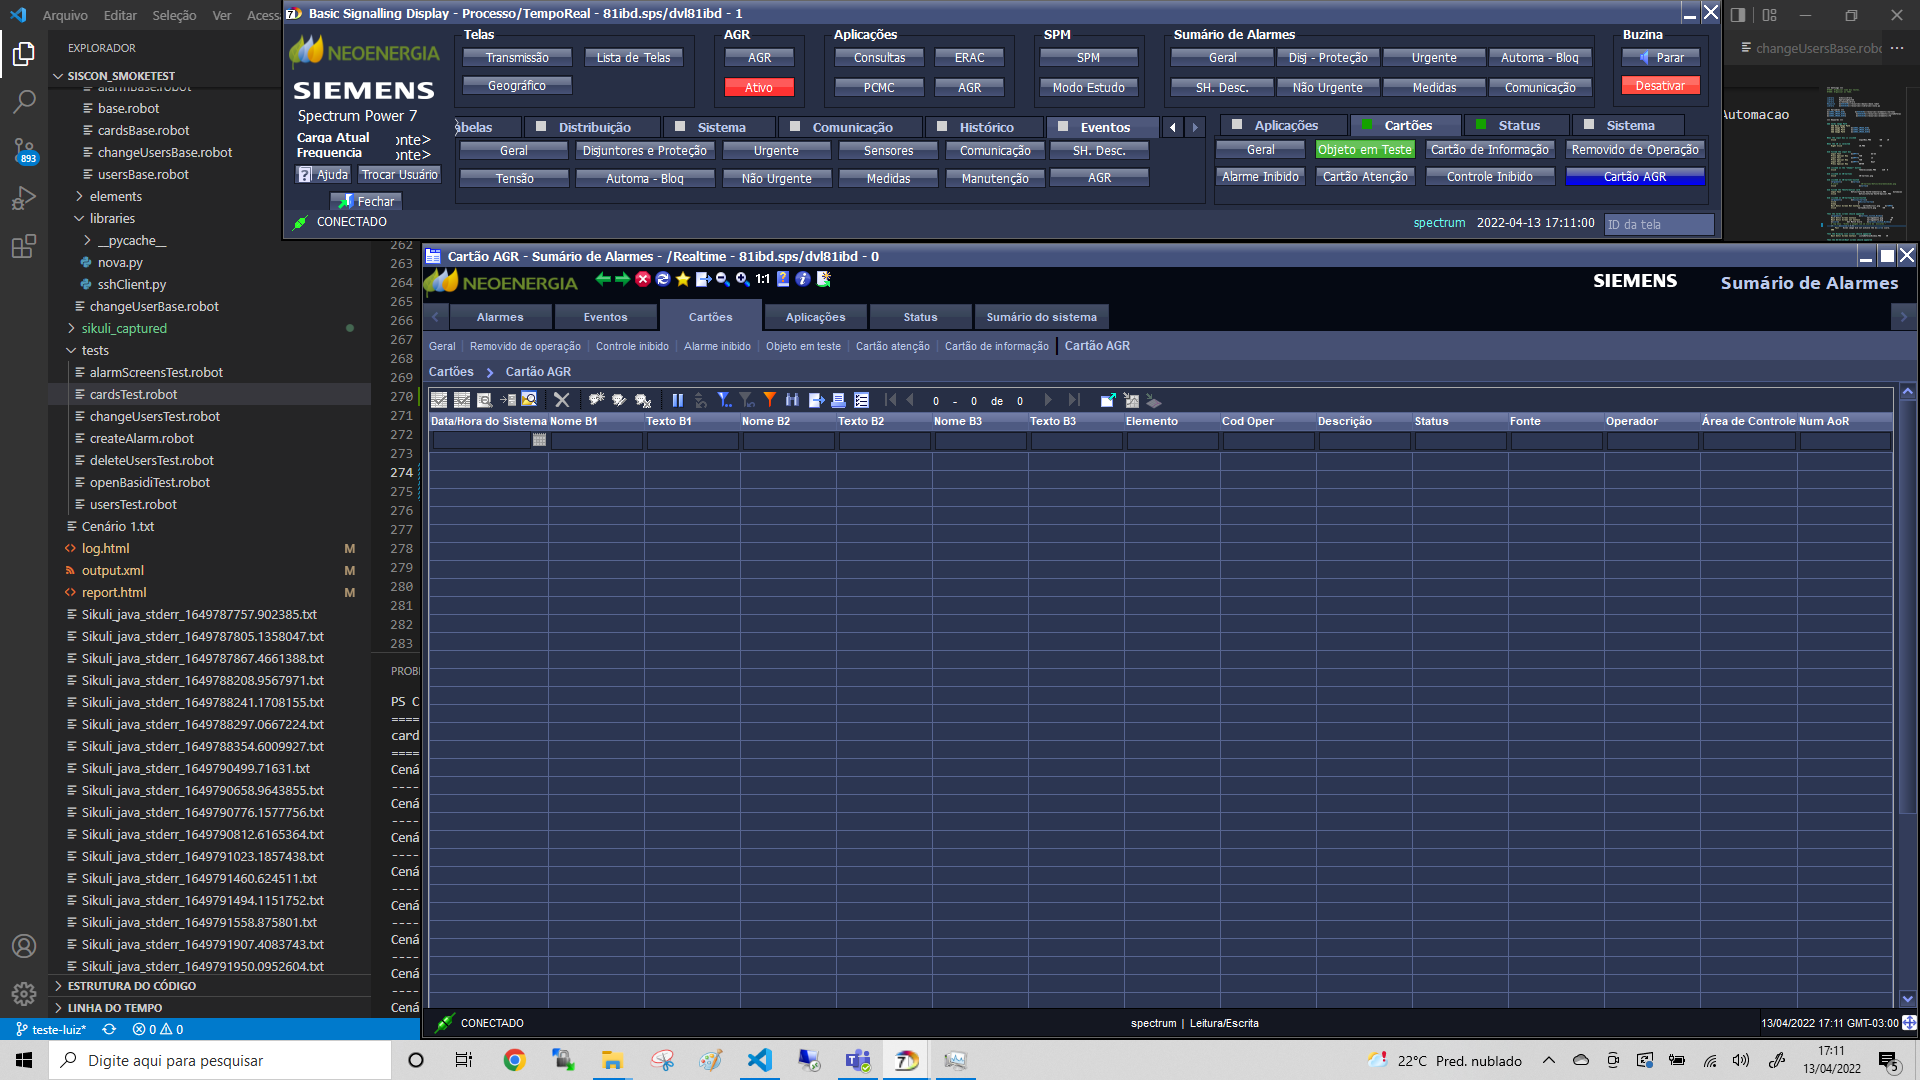 Arquivo Editar Seleção Ver
Basic Signalling Display - Processo/TempoReal - 81ibd.sps/dvl81ibd - 1
NEOENERGIA
SIEMENS
Spectrum Power 7
Carga Atual onte>
Frequencia onte>
Ajuda Trocar Usuário
Fechar
CONECTADO
Telas
Transmissão Lista de Telas
Geográfico
AGR
AGR
Ativo
Aplicações
Consultas ERAC
PCMC AGR
SPM
SPM
Modo Estudo
Sumário de Alarmes
Geral Disj - Proteção Urgente Automa - Bloq
SH. Desc. Não Urgente Medidas Comunicação
Buzina
Parar
Desativar
abelas Distribuição Sistema Comunicação Histórico Eventos
Geral Disjuntores e Proteção Urgente Sensores Comunicação SH. Desc.
Tensão Automa - Bloq Não Urgente Medidas Manutenção AGR
Aplicações Cartões Status Sistema
Geral Objeto em Teste Cartão de Informação Removido de Operação
Alarme Inibido Cartão Atenção Controle Inibido Cartão AGR
spectrum 2022-04-13 17:11:00 ID da tela
changeUsersBase.robo
Automacao
EXPLORADOR
SISCON_SMOKETEST
alarmBase.robot
base.robot
cardsBase.robot
changeUsersBase.robot
usersBase.robot
elements
libraries
__pycache__
nova.py
sshClient.py
changeUserBase.robot
sikuli_captured
tests
alarmScreensTest.robot
cardsTest.robot
changeUsersTest.robot
createAlarm.robot
deleteUsersTest.robot
openBasidiTest.robot
usersTest.robot
Cenário 1.txt
log.html M
output.xml M
report.html M
Sikuli_java_stderr_1649787757.902385.txt
Sikuli_java_stderr_1649787805.1358047.txt
Sikuli_java_stderr_1649787867.4661388.txt
Sikuli_java_stderr_1649788208.9567971.txt
Sikuli_java_stderr_1649788241.1708155.txt
Sikuli_java_stderr_1649788297.0667224.txt
Sikuli_java_stderr_1649788354.6009927.txt
Sikuli_java_stderr_1649790499.71631.txt
Sikuli_java_stderr_1649790658.9643855.txt
Sikuli_java_stderr_1649790776.1577756.txt
Sikuli_java_stderr_1649790812.6165364.txt
Sikuli_java_stderr_1649791023.1857438.txt
Sikuli_java_stderr_1649791460.624511.txt
Sikuli_java_stderr_1649791494.1151752.txt
Sikuli_java_stderr_1649791558.875801.txt
Sikuli_java_stderr_1649791907.4083743.txt
Sikuli_java_stderr_1649791950.0952604.txt
ESTRUTURA DO CÓDIGO
LINHA DO TEMPO
893
teste-luiz* 0 0
262
263
264
265
266
267
268
269
270
271
272
273
274
275
276
277
278
279
280
281
282
283
PROBL
PS C
====
card
====
Cená
----
Cená
----
Cená
----
Cená
----
Cená
----
Cená
----
Cená
----
Cená
Cartão AGR - Sumário de Alarmes - /Realtime - 81ibd.sps/dvl81ibd - 0
NEOENERGIA 1:1 SIEMENS Sumário de Alarmes
Alarmes Eventos Cartões Aplicações Status Sumário do sistema
Geral Removido de operação Controle inibido Alarme inibido Objeto em teste Cartão atenção Cartão de informação Cartão AGR
Cartões Cartão AGR
0 - 0 de 0
Data/Hora do Sistema Nome B1 Texto B1 Nome B2 Texto B2 Nome B3 Texto B3 Elemento Cod Oper Descrição Status Fonte Operador Área de Controle Num AoR
CONECTADO spectrum | Leitura/Escrita 13/04/2022 17:11 GMT-03:00
Digite aqui para pesquisar
22°C Pred. nublado
17:11
13/04/2022
5